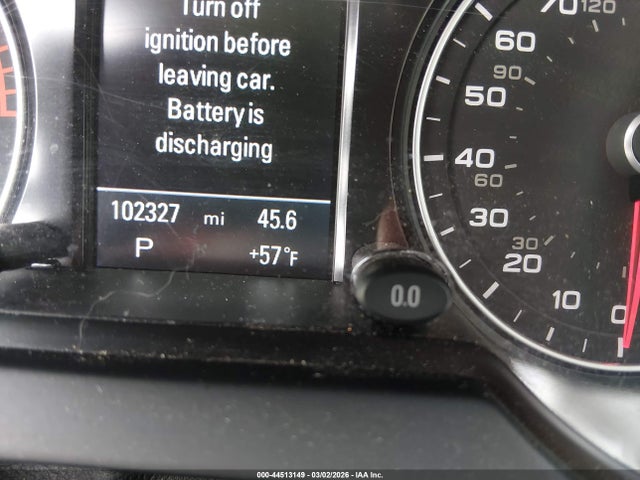 Turn off
ignition before
leaving car.
Battery is
discharging
102327 mi 45.6
P +57°F
0.0
70 120
60
90
50
40
60
30
30
20
10
0
000-44513149 - 03/02/2026 - IAA Inc.